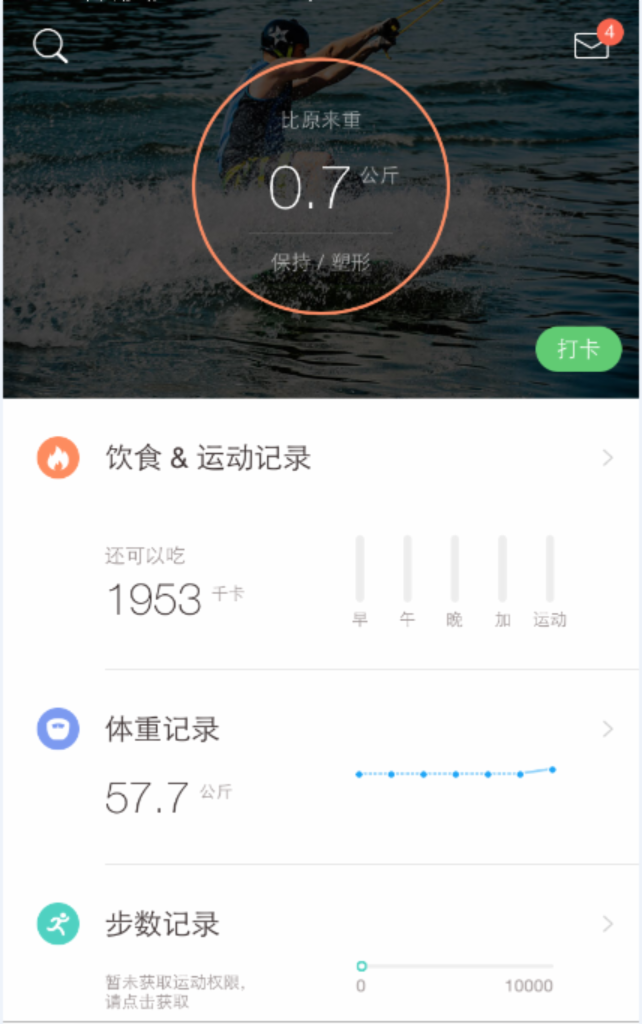 4
比原来重
0.7 公斤
保持 / 塑形
打卡
饮食 & 运动记录
还可以吃
1953 千卡
早 午 晚 加 运动
体重记录
57.7 公斤
步数记录
暂未获取运动权限，
请点击获取
0 10000